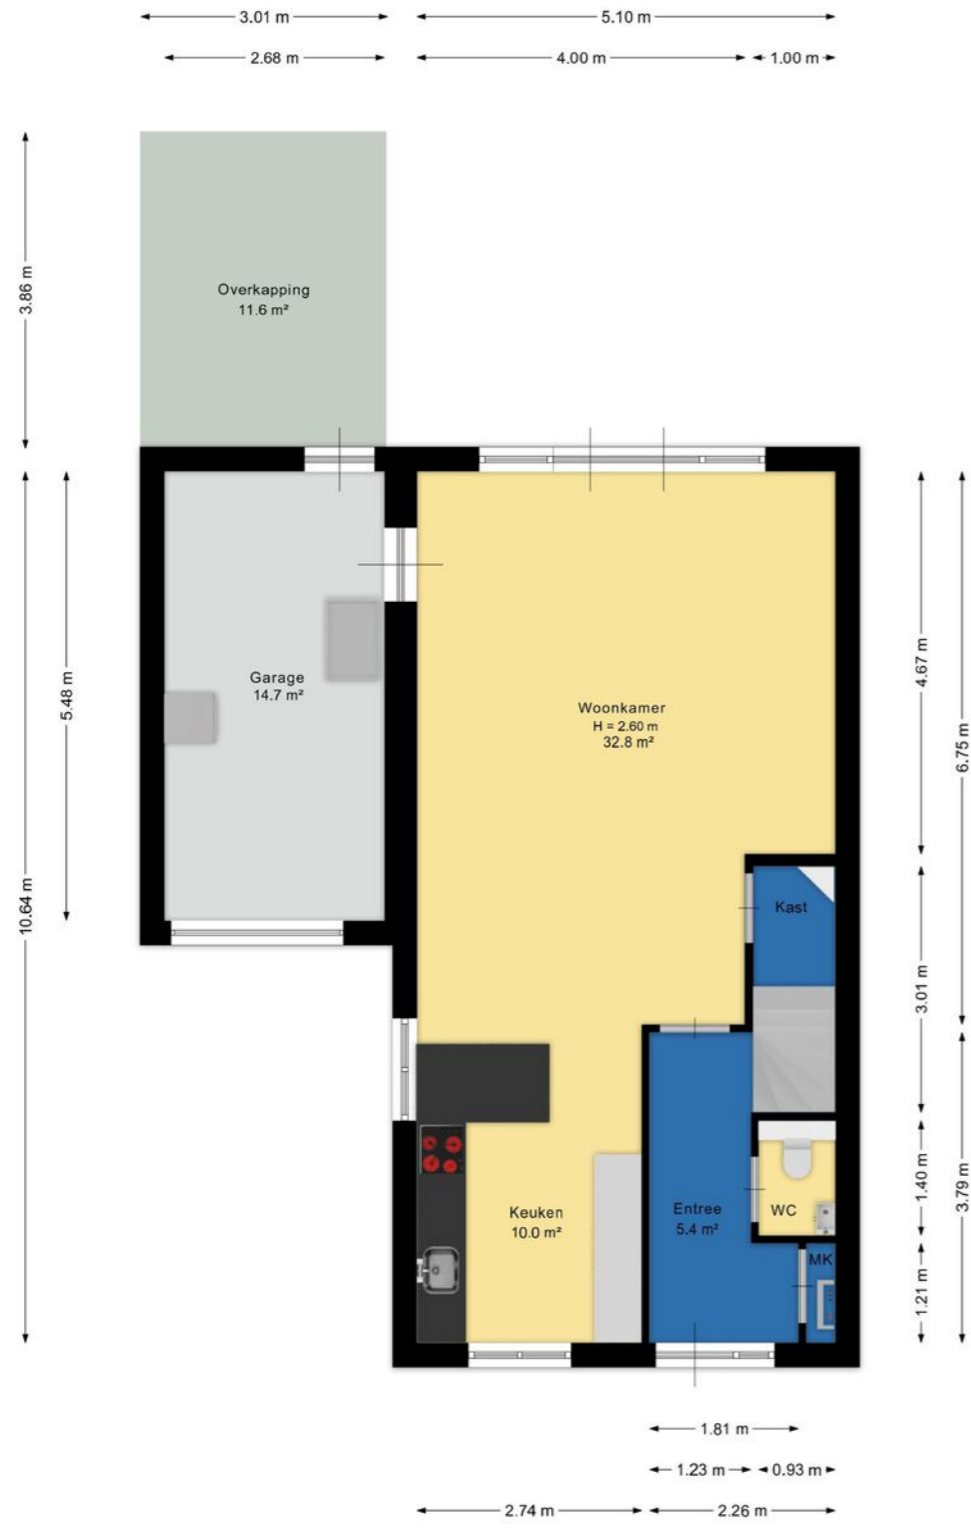 3.01 m
5.10 m
2.68 m
4.00 m
1.00 m
3.86 m
Overkapping
11.6 m²
10.64 m
5.48 m
Garage
14.7 m²
Woonkamer
H = 2.60 m
32.8 m²
4.67 m
6.75 m
Kast
3.01 m
Keuken
10.0 m²
Entree
5.4 m²
WC
1.40 m
3.79 m
MK
1.21 m
1.81 m
1.23 m
0.93 m
2.74 m
2.26 m